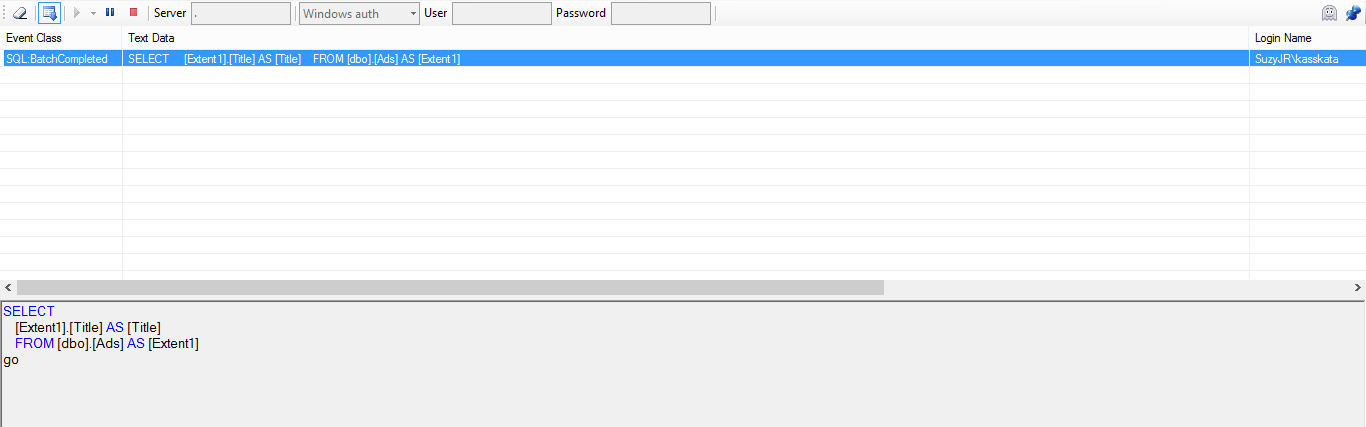 Server . Windows auth User Password
Event Class Text Data Login Name
SQL:BatchCompleted SELECT [Extent1].[Title] AS [Title] FROM [dbo].[Ads] AS [Extent1] SuzyJR\kasskata
SELECT
[Extent1].[Title] AS [Title]
FROM [dbo].[Ads] AS [Extent1]
go